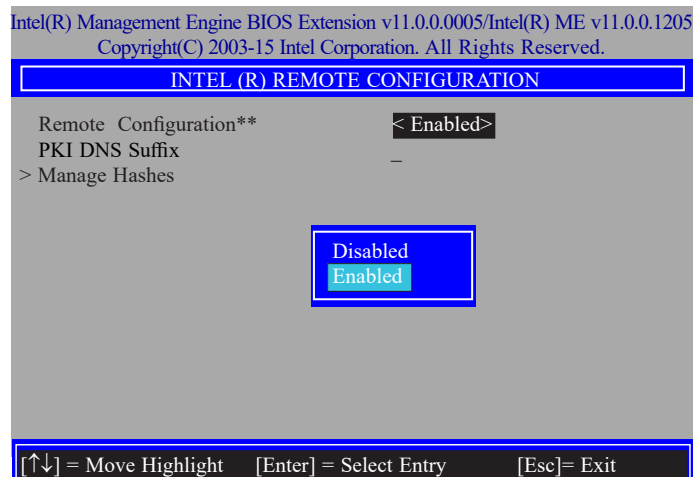 Intel(R) Management Engine BIOS Extension v11.0.0.0005/Intel(R) ME v11.0.0.1205
Copyright(C) 2003-15 Intel Corporation. All Rights Reserved.
INTEL (R) REMOTE CONFIGURATION
Remote Configuration** < Enabled>
PKI DNS Suffix _
> Manage Hashes
Disabled
Enabled
[↑↓] = Move Highlight [Enter] = Select Entry [Esc]= Exit